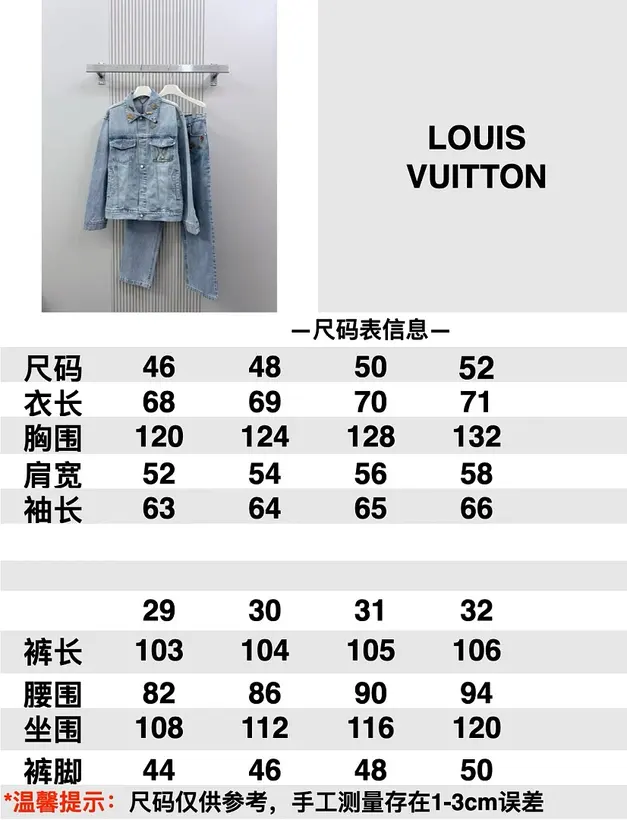 LOUIS
VUITTON
—尺码表信息—
尺码 46 48 50 52
衣长 68 69 70 71
胸围 120 124 128 132
肩宽 52 54 56 58
袖长 63 64 65 66
29 30 31 32
裤长 103 104 105 106
腰围 82 86 90 94
坐围 108 112 116 120
裤脚 44 46 48 50
*温馨提示：尺码仅供参考，手工测量存在1-3cm误差